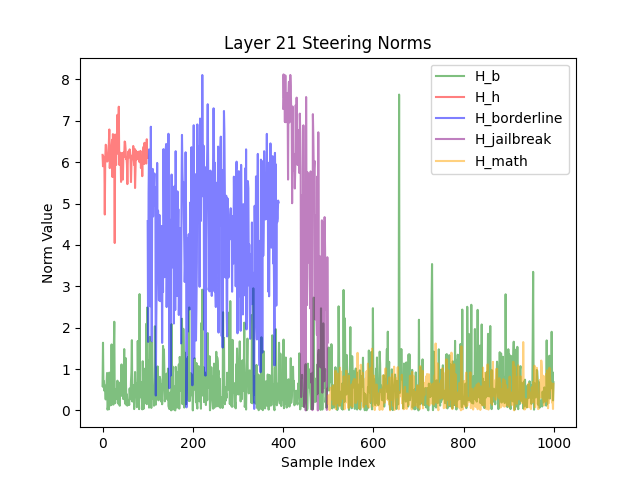 Layer 21 Steering Norms
H_b
H_h
H_borderline
H_jailbreak
H_math
Norm Value
8
7
6
5
4
3
2
1
0
0 200 400 600 800 1000
Sample Index